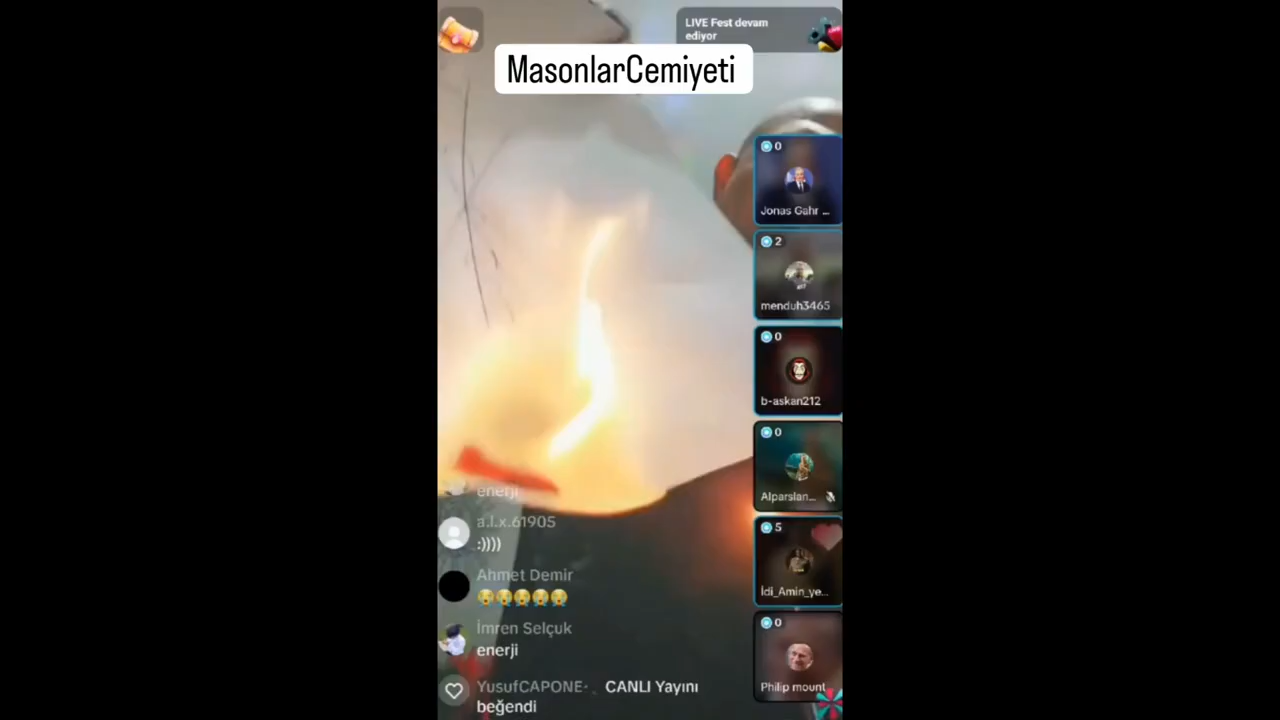 LIVE Fest devam
ediyor
MasonlarCemiyeti
0
Jonas Gahr ...
2
menduh3465
0
b-askan212
0
Alparslan...
5
İdi_Amin_ye...
0
Philip mount...
enerji
a.l.x.61905
:))))
Ahmet Demir
😭😭😭😭😭
İmren Selçuk
enerji
YusufCAPONE· CANLI Yayını
beğendi